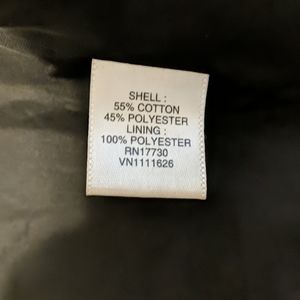 SHELL :
55% COTTON
45% POLYESTER
LINING :
100% POLYESTER
RN17730
VN1111626